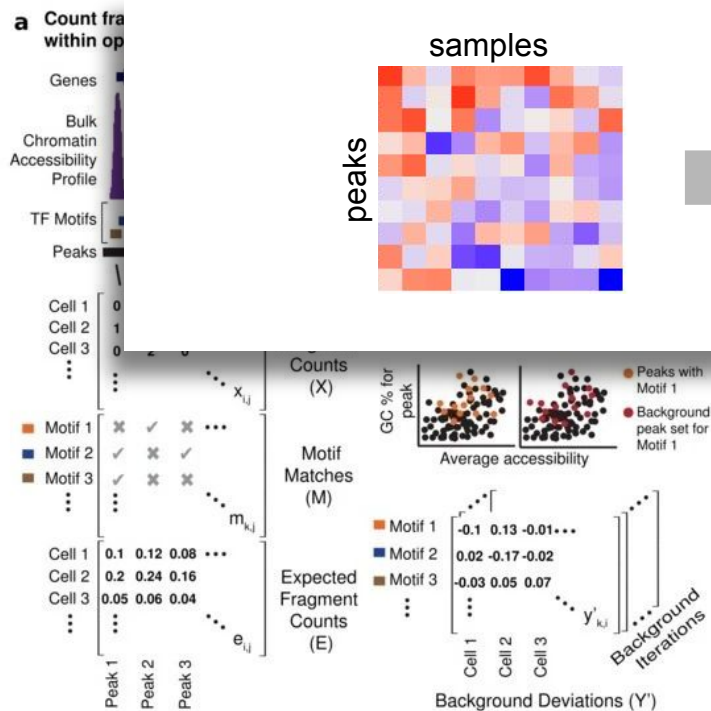 a Count fra
within op
samples
peaks
Genes
Bulk
Chromatin
Accessibility
Profile
TF Motifs
Peaks
Cell 1 0
Cell 2 1
Cell 3 0
x i,j
Counts
(X)
Motif 1 ✖ ✓ ✖
Motif 2 ✓ ✖ ✓
Motif 3 ✓ ✖ ✖
m k,j
Motif
Matches
(M)
Cell 1 0.1 0.12 0.08
Cell 2 0.2 0.24 0.16
Cell 3 0.05 0.06 0.04
e i,j
Expected
Fragment
Counts
(E)
Peak 1
Peak 2
Peak 3
GC % for
peak
Average accessibility
Peaks with
Motif 1
Background
peak set for
Motif 1
Motif 1 -0.1 0.13 -0.01
Motif 2 0.02 -0.17 -0.02
Motif 3 -0.03 0.05 0.07
y' k,i
Cell 1
Cell 2
Cell 3
Background
Iterations
Background Deviations (Y')